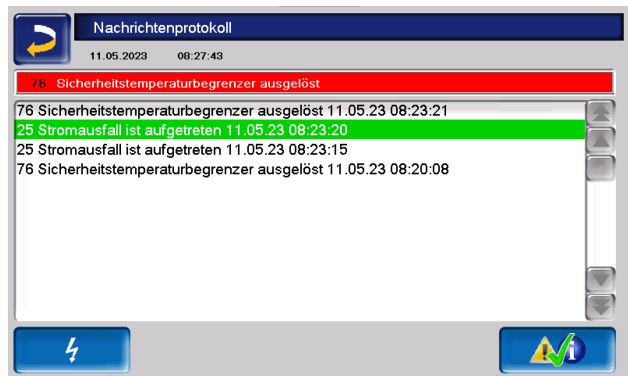 Nachrichtenprotokoll
11.05.2023 08:27:43
76 Sicherheitstemperaturbegrenzer ausgelöst
76 Sicherheitstemperaturbegrenzer ausgelöst 11.05.23 08:23:21
25 Stromausfall ist aufgetreten 11.05.23 08:23:20
25 Stromausfall ist aufgetreten 11.05.23 08:23:15
76 Sicherheitstemperaturbegrenzer ausgelöst 11.05.23 08:20:08